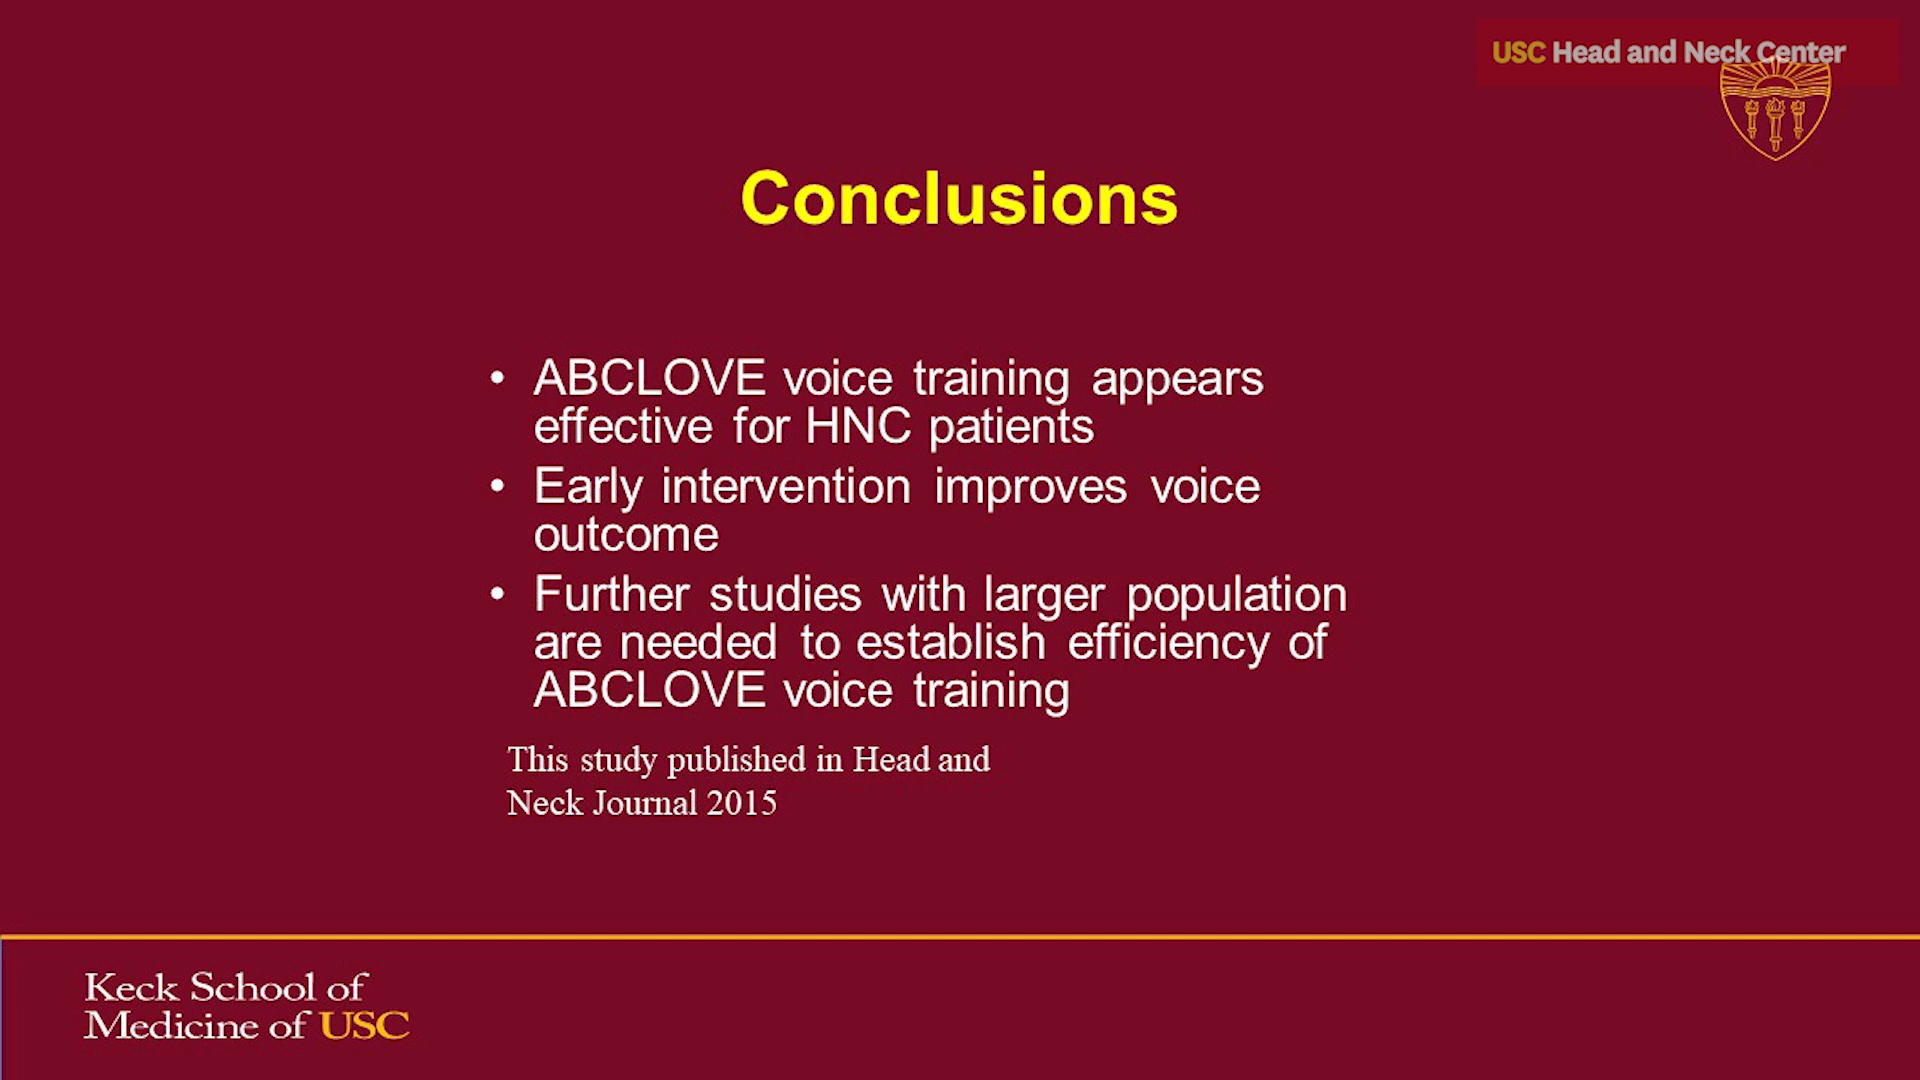 USC Head and Neck Center
Conclusions
• ABCLOVE voice training appears
effective for HNC patients
• Early intervention improves voice
outcome
• Further studies with larger population
are needed to establish efficiency of
ABCLOVE voice training
This study published in Head and
Neck Journal 2015
Keck School of
Medicine of USC